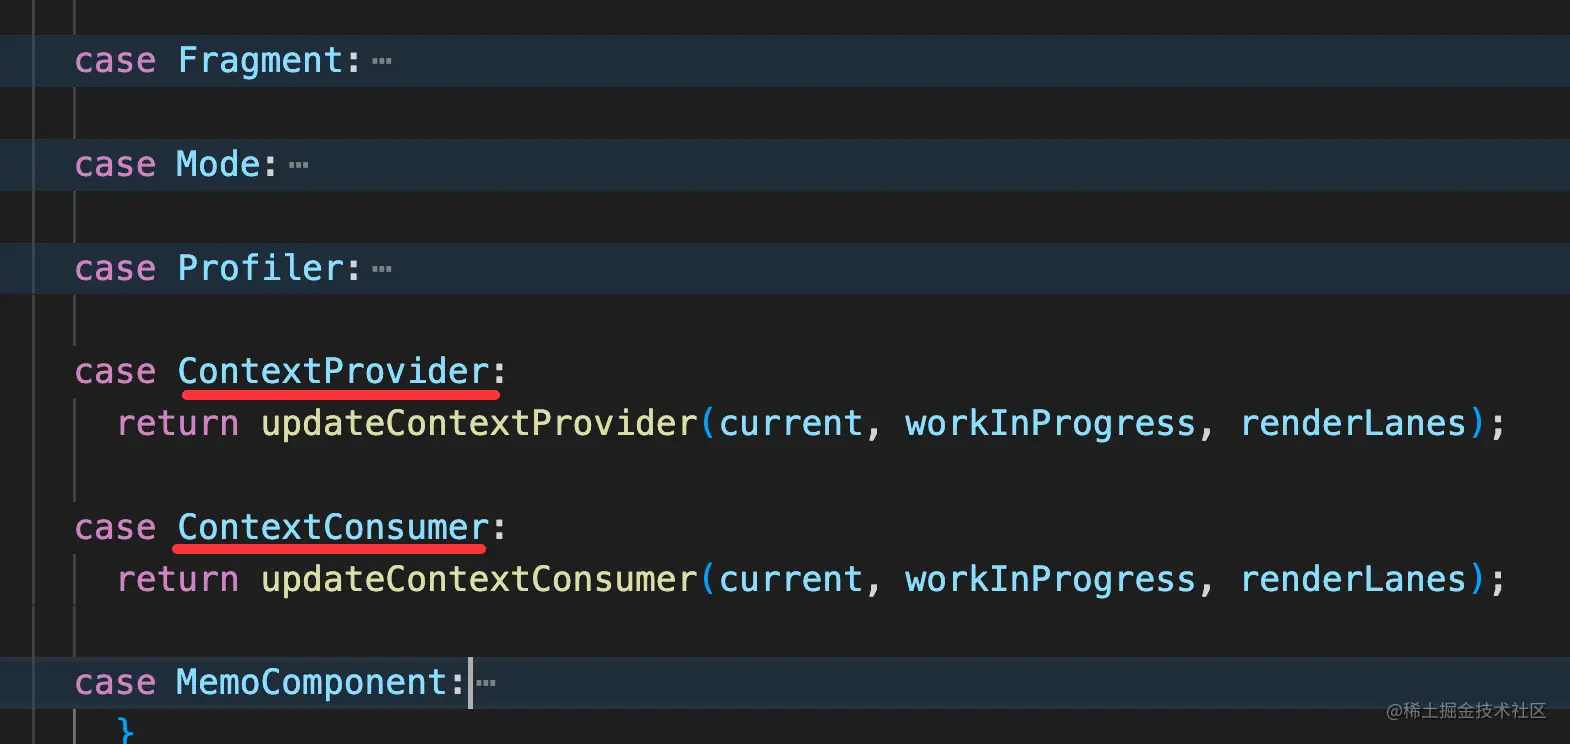 case Fragment:⋯
case Mode:⋯
case Profiler:⋯
case ContextProvider:
return updateContextProvider(current, workInProgress, renderLanes);
case ContextConsumer:
return updateContextConsumer(current, workInProgress, renderLanes);
case MemoComponent:⋯
}
@稀土掘金技术社区